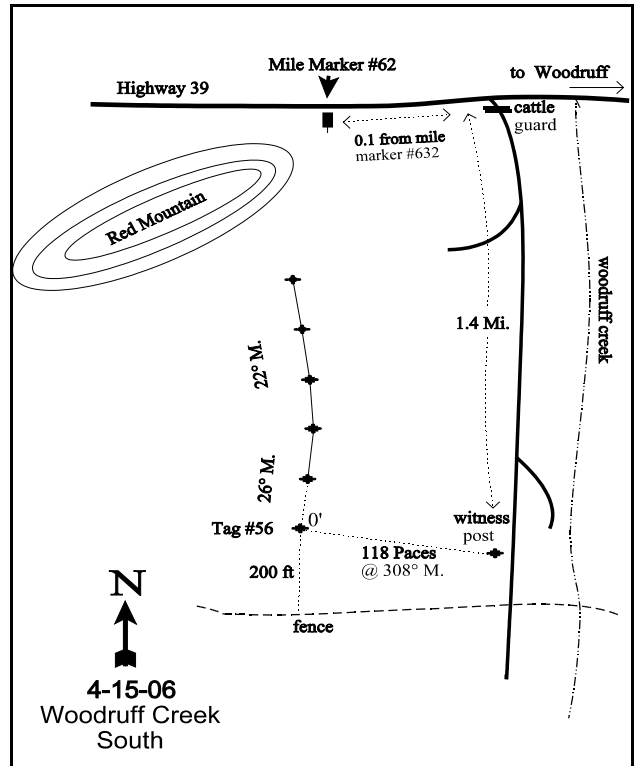 Mile Marker #62
to Woodruff
Highway 39
cattle
guard
0.1 from mile
marker #632
Red Mountain
woodruff creek
1.4 Mi.
22° M.
26° M.
witness
post
Tag #56
0'
118 Paces
@ 308° M.
200 ft
fence
N
4-15-06
Woodruff Creek
South